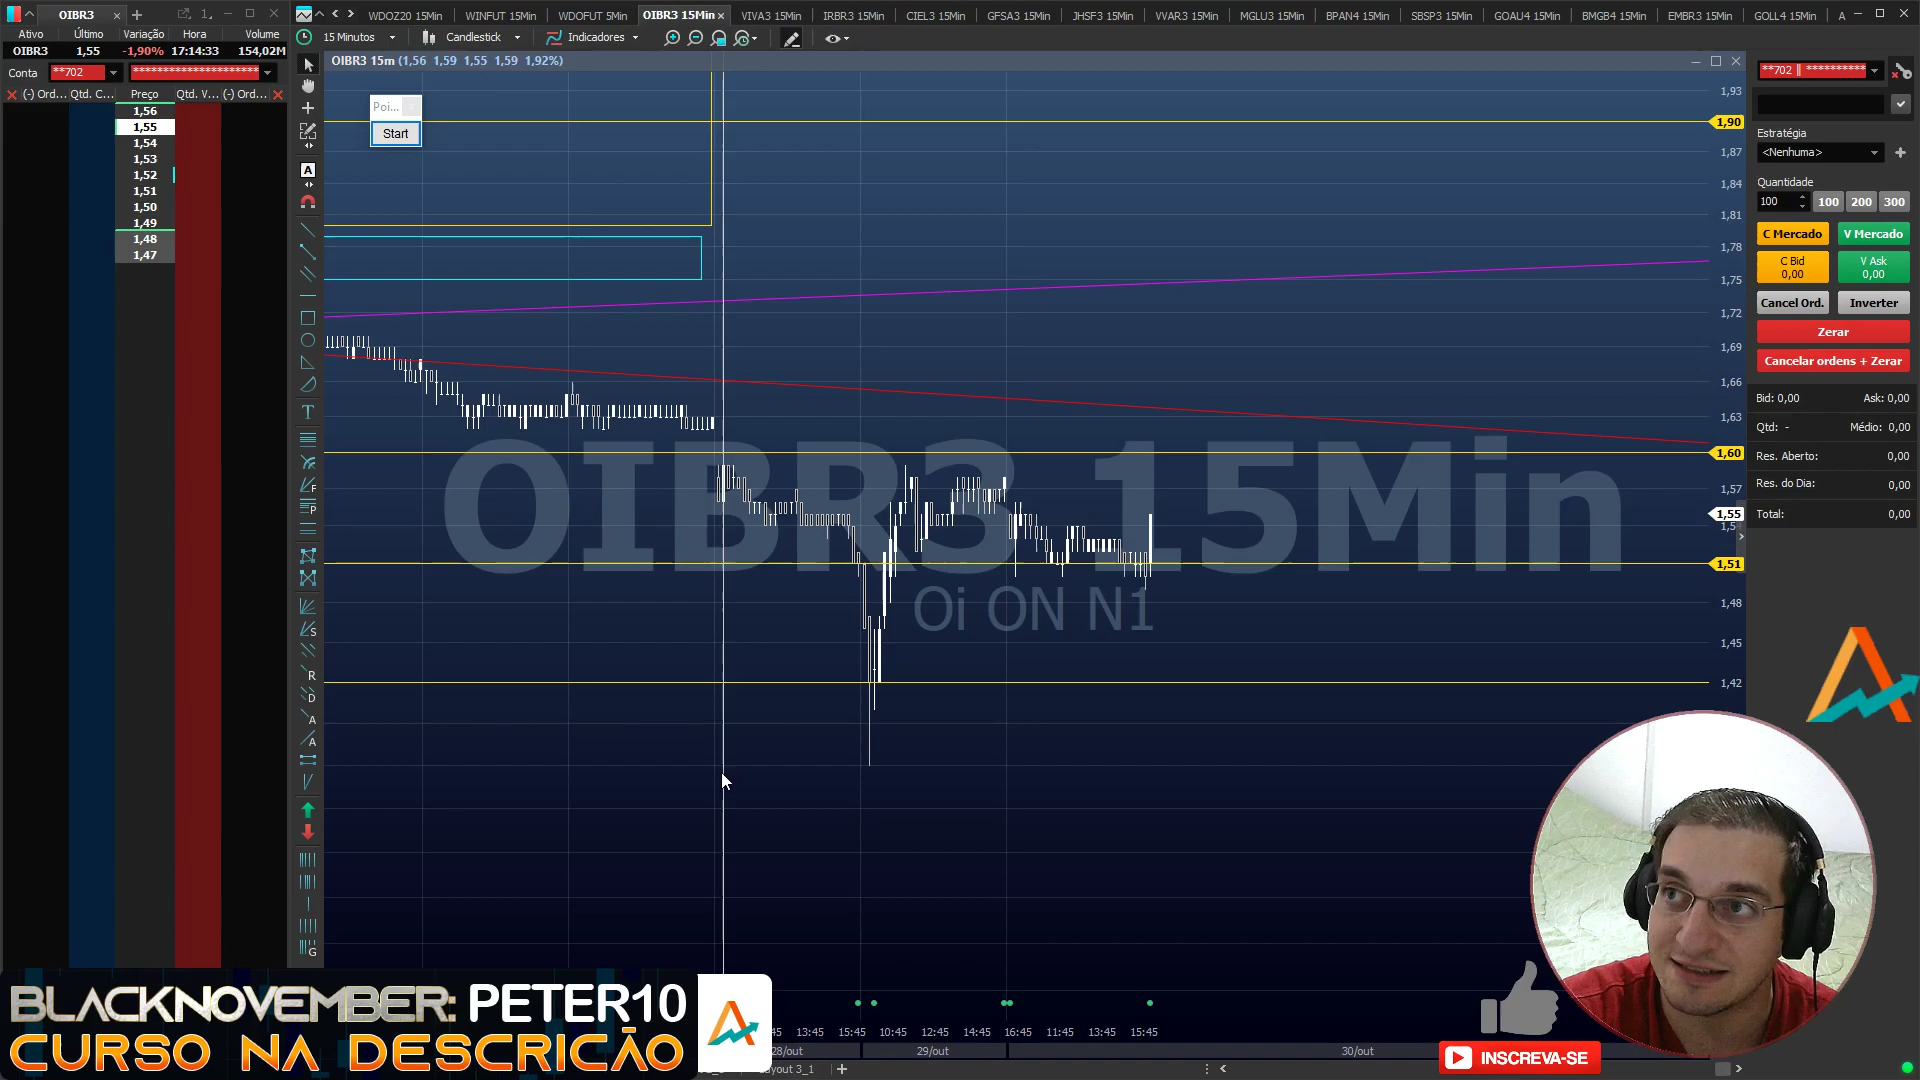 OIBR3
1
Ativo Último Variação Hora Volume
OIBR3 1,55 -1,90% 17:14:33 154,02M
Conta **702 **********************
(-) Ord... Qtd. C... Preço Qtd. V... (-) Ord...
1,56
1,55
1,54
1,53
1,52
1,51
1,50
1,49
1,48
1,47
WDOZ20 15Min WINFUT 15Min WDOFUT 5Min OIBR3 15Min VIVA3 15Min IRBR3 15Min CIEL3 15Min GFSA3 15Min JHSF3 15Min VVAR3 15Min MGLU3 15Min BPAN4 15Min SBSP3 15Min GOAU4 15Min BMGB4 15Min EMBR3 15Min GOLL4 15Min A
15 Minutos Candlestick Indicadores
OIBR3 15m (1,56 1,59 1,55 1,59 1,92%)
Poi...
Start
OIBR3 15Min
Oi ON N1
1,93
1,90
1,87
1,84
1,81
1,78
1,75
1,72
1,69
1,66
1,63
1,60
1,57
1,55
1,51
1,48
1,45
1,42
13:45 15:45 10:45 12:45 14:45 16:45 11:45 13:45 15:45
28/out 29/out 30/out
Layout 3_1
**702 || **********
Estratégia
<Nenhuma>
Quantidade
100 100 200 300
C Mercado V Mercado
C Bid V Ask
0,00 0,00
Cancel Ord. Inverter
Zerar
Cancelar ordens + Zerar
Bid: 0,00 Ask: 0,00
Qtd: - Médio: 0,00
Res. Aberto: 0,00
Res. do Dia: 0,00
Total: 0,00
BLACKNOVEMBER: PETER10
CURSO NA DESCRICÃO
INSCREVA-SE